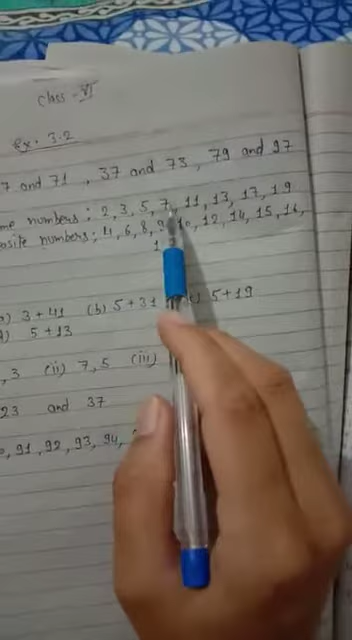 Class - VI
Ex. 3.2
7 and 71 , 37 and 73 , 79 and 97
me numbers ; 2, 3, 5, 7, 11, 13, 17, 19
osite numbers ; 4, 6, 8, 9, 10, 12, 14, 15, 16,
a) 3 + 41 (b) 5 + 31 (c) 5 + 19
d) 5 + 13
, 3 (ii) 7, 5 (iii)
23 and 37
, 91, 92, 93, 94,